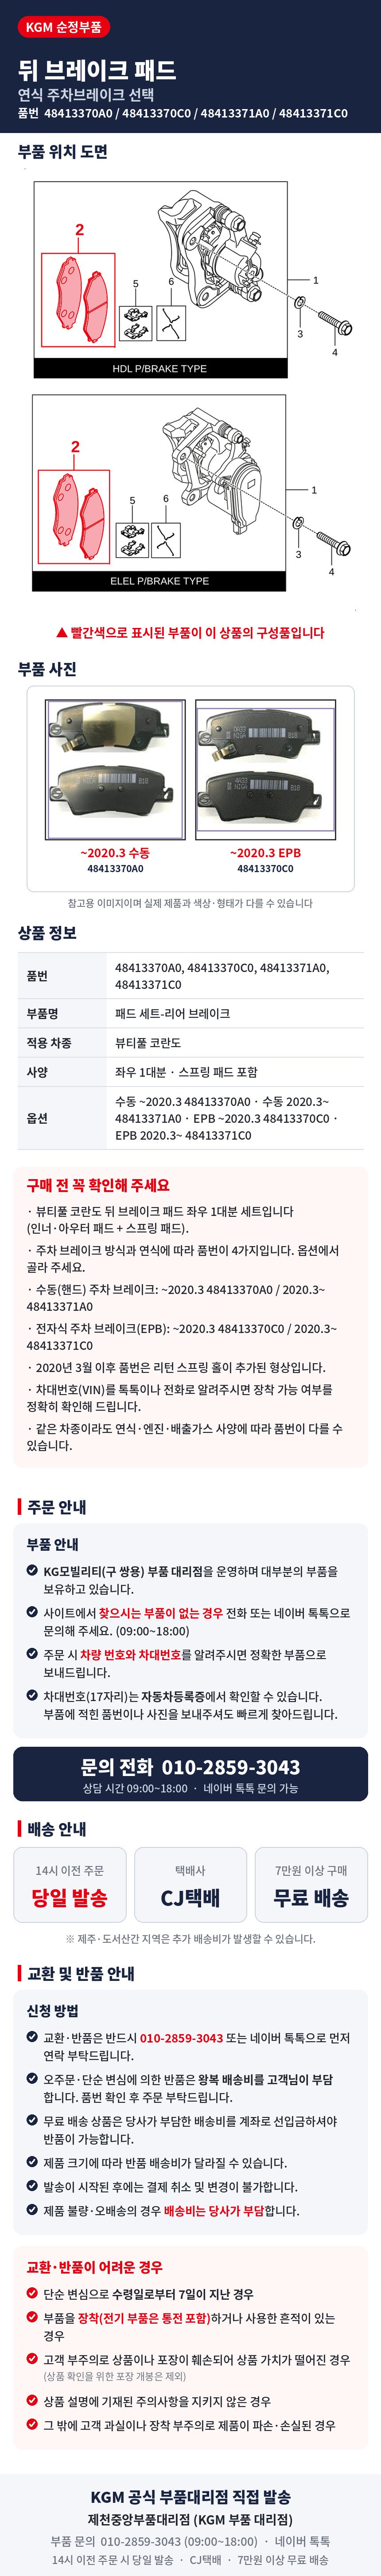 KGM 순정부품
뒤 브레이크 패드
연식 주차브레이크 선택
품번 48413370A0 / 48413370C0 / 48413371A0 / 48413371C0
부품 위치 도면
2
5
6
1
3
4
HDL P/BRAKE TYPE
2
5
6
1
3
4
ELEL P/BRAKE TYPE
▲ 빨간색으로 표시된 부품이 이 상품의 구성품입니다
부품 사진
~2020.3 수동
48413370A0
~2020.3 EPB
48413370C0
참고용 이미지이며 실제 제품과 색상·형태가 다를 수 있습니다
상품 정보
품번
48413370A0, 48413370C0, 48413371A0,
48413371C0
부품명
패드 세트-리어 브레이크
적용 차종
뷰티풀 코란도
사양
좌우 1대분 · 스프링 패드 포함
옵션
수동 ~2020.3 48413370A0 · 수동 2020.3~
48413371A0 · EPB ~2020.3 48413370C0 ·
EPB 2020.3~ 48413371C0
구매 전 꼭 확인해 주세요
· 뷰티풀 코란도 뒤 브레이크 패드 좌우 1대분 세트입니다
(인너·아우터 패드 + 스프링 패드).
· 주차 브레이크 방식과 연식에 따라 품번이 4가지입니다. 옵션에서
골라 주세요.
· 수동(핸드) 주차 브레이크: ~2020.3 48413370A0 / 2020.3~
48413371A0
· 전자식 주차 브레이크(EPB): ~2020.3 48413370C0 / 2020.3~
48413371C0
· 2020년 3월 이후 품번은 리턴 스프링 홀이 추가된 형상입니다.
· 차대번호(VIN)를 톡톡이나 전화로 알려주시면 장착 가능 여부를
정확히 확인해 드립니다.
· 같은 차종이라도 연식·엔진·배출가스 사양에 따라 품번이 다를 수
있습니다.
주문 안내
부품 안내
KG모빌리티(구 쌍용) 부품 대리점을 운영하며 대부분의 부품을
보유하고 있습니다.
사이트에서 찾으시는 부품이 없는 경우 전화 또는 네이버 톡톡으로
문의해 주세요. (09:00~18:00)
주문 시 차량 번호와 차대번호를 알려주시면 정확한 부품으로
보내드립니다.
차대번호(17자리)는 자동차등록증에서 확인할 수 있습니다.
부품에 적힌 품번이나 사진을 보내주셔도 빠르게 찾아드립니다.
문의 전화 010-2859-3043
상담 시간 09:00~18:00 · 네이버 톡톡 문의 가능
배송 안내
14시 이전 주문
당일 발송
택배사
CJ택배
7만원 이상 구매
무료 배송
※ 제주·도서산간 지역은 추가 배송비가 발생할 수 있습니다.
교환 및 반품 안내
신청 방법
교환·반품은 반드시 010-2859-3043 또는 네이버 톡톡으로 먼저
연락 부탁드립니다.
오주문·단순 변심에 의한 반품은 왕복 배송비를 고객님이 부담
합니다. 품번 확인 후 주문 부탁드립니다.
무료 배송 상품은 당사가 부담한 배송비를 계좌로 선입금하셔야
반품이 가능합니다.
제품 크기에 따라 반품 배송비가 달라질 수 있습니다.
발송이 시작된 후에는 결제 취소 및 변경이 불가합니다.
제품 불량·오배송의 경우 배송비는 당사가 부담합니다.
교환·반품이 어려운 경우
단순 변심으로 수령일로부터 7일이 지난 경우
부품을 장착(전기 부품은 통전 포함)하거나 사용한 흔적이 있는
경우
고객 부주의로 상품이나 포장이 훼손되어 상품 가치가 떨어진 경우
(상품 확인을 위한 포장 개봉은 제외)
상품 설명에 기재된 주의사항을 지키지 않은 경우
그 밖에 고객 과실이나 장착 부주의로 제품이 파손·손실된 경우
KGM 공식 부품대리점 직접 발송
제천중앙부품대리점 (KGM 부품 대리점)
부품 문의 010-2859-3043 (09:00~18:00) · 네이버 톡톡
14시 이전 주문 시 당일 발송 · CJ택배 · 7만원 이상 무료 배송